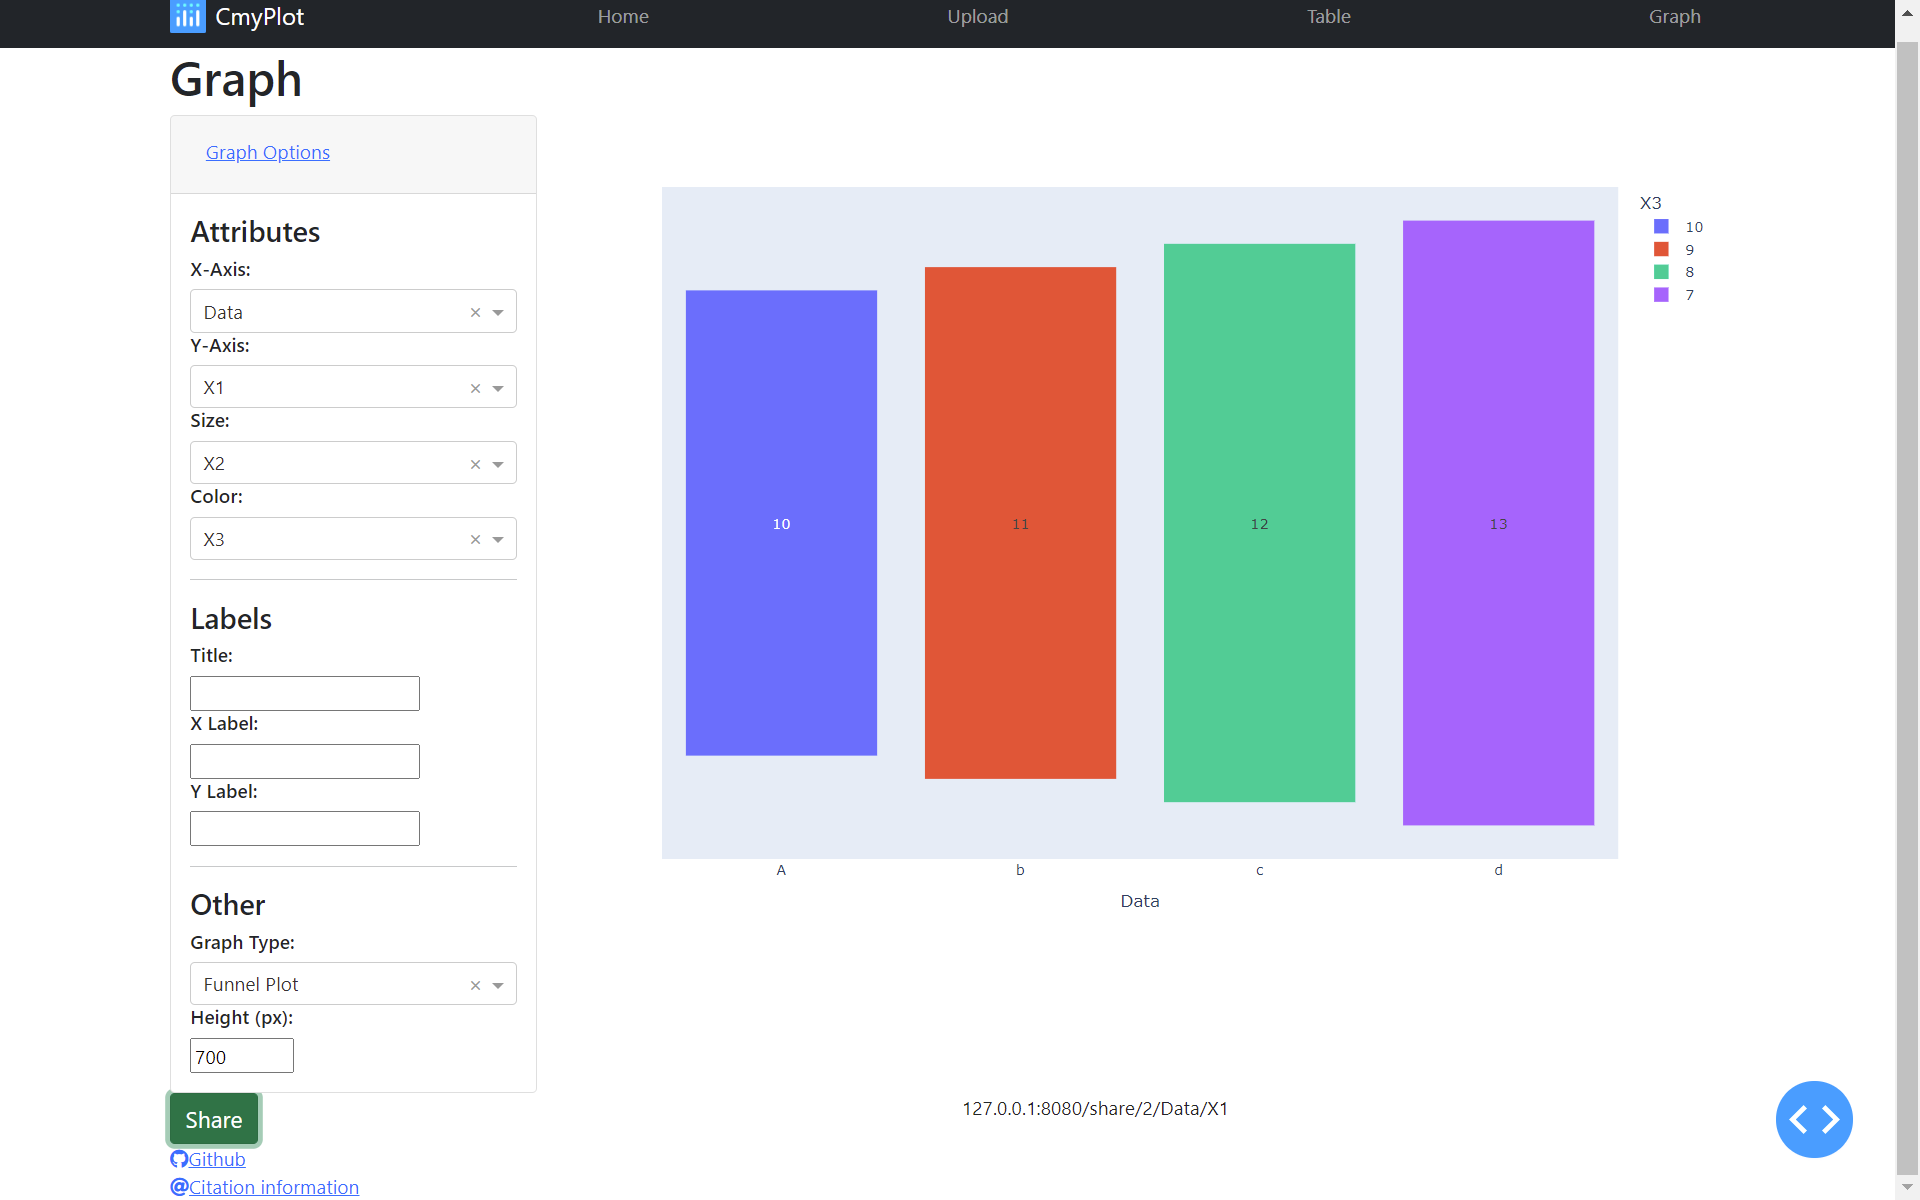 CmyPlot
Home
Upload
Table
Graph
Graph
Graph Options
Attributes
X-Axis:
Data
Y-Axis:
X1
Size:
X2
Color:
X3
Labels
Title:
X Label:
Y Label:
Other
Graph Type:
Funnel Plot
Height (px):
700
Share
Github
Citation information
10
11
12
13
A
b
c
d
Data
X3
10
9
8
7
127.0.0.1:8080/share/2/Data/X1